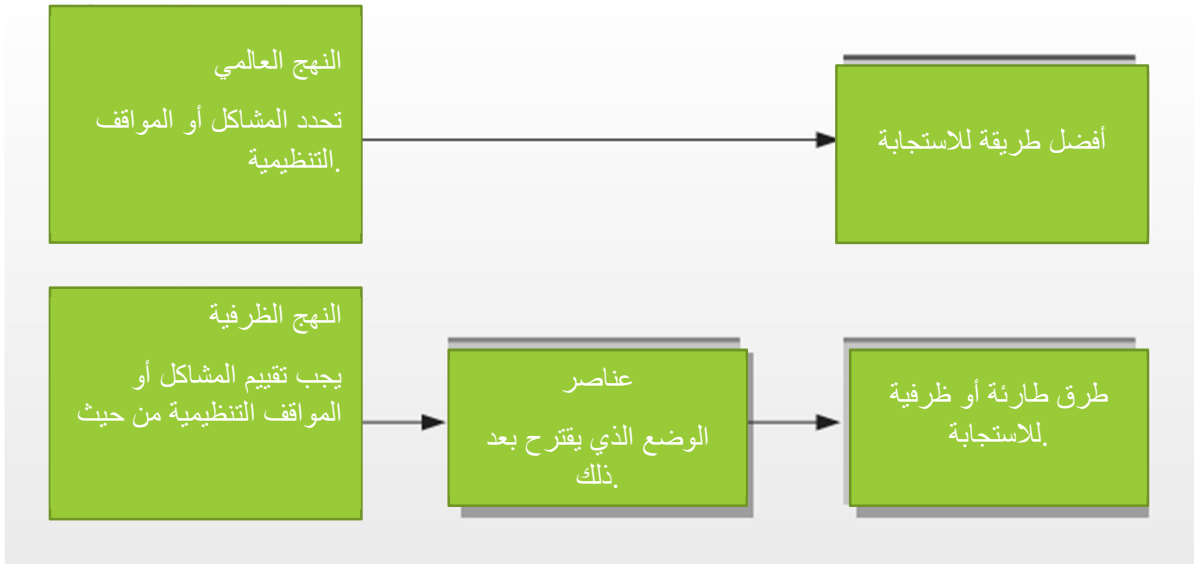 النهج العالمي
تحدد المشاكل أو المواقف
التنظيمية.
أفضل طريقة للاستجابة
النهج الظرفية
يجب تقييم المشاكل أو
المواقف التنظيمية من حيث
عناصر
الوضع الذي يقترح بعد
ذلك.
طرق طارئة أو ظرفية
للاستجابة.